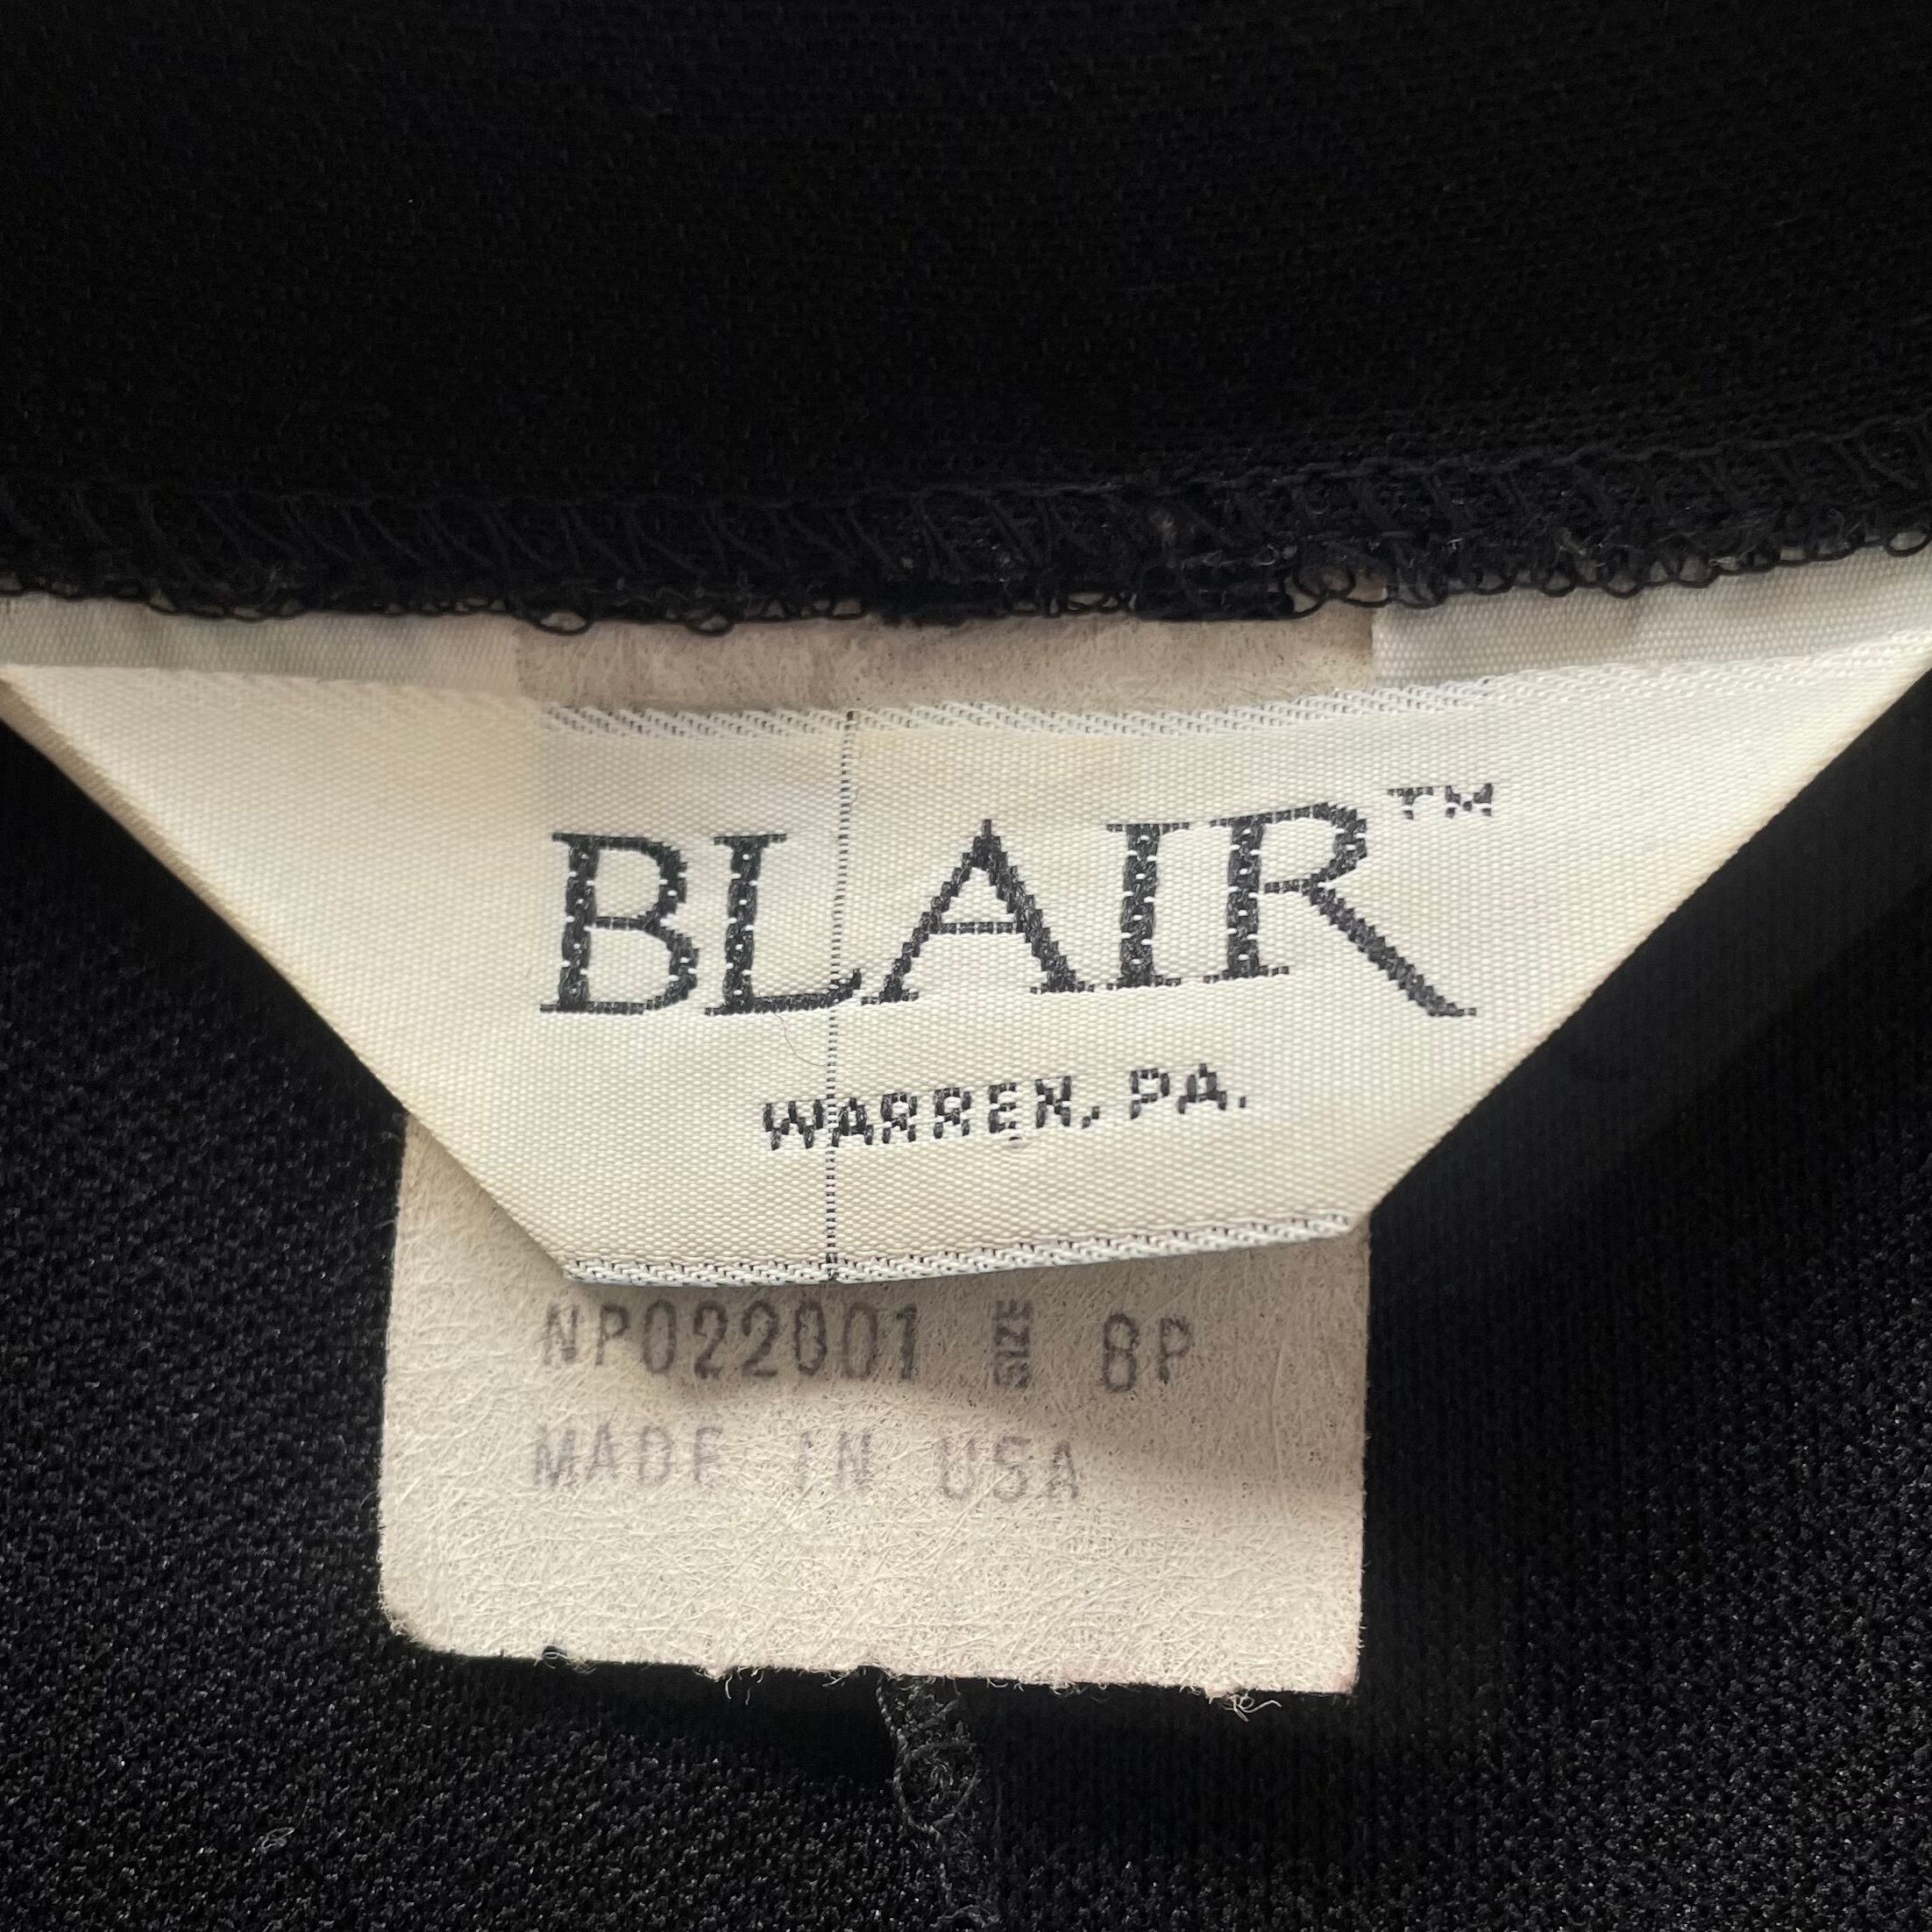 BLAIR™
WARREN, PA.
NP022001 SIZE 8P
MADE IN USA